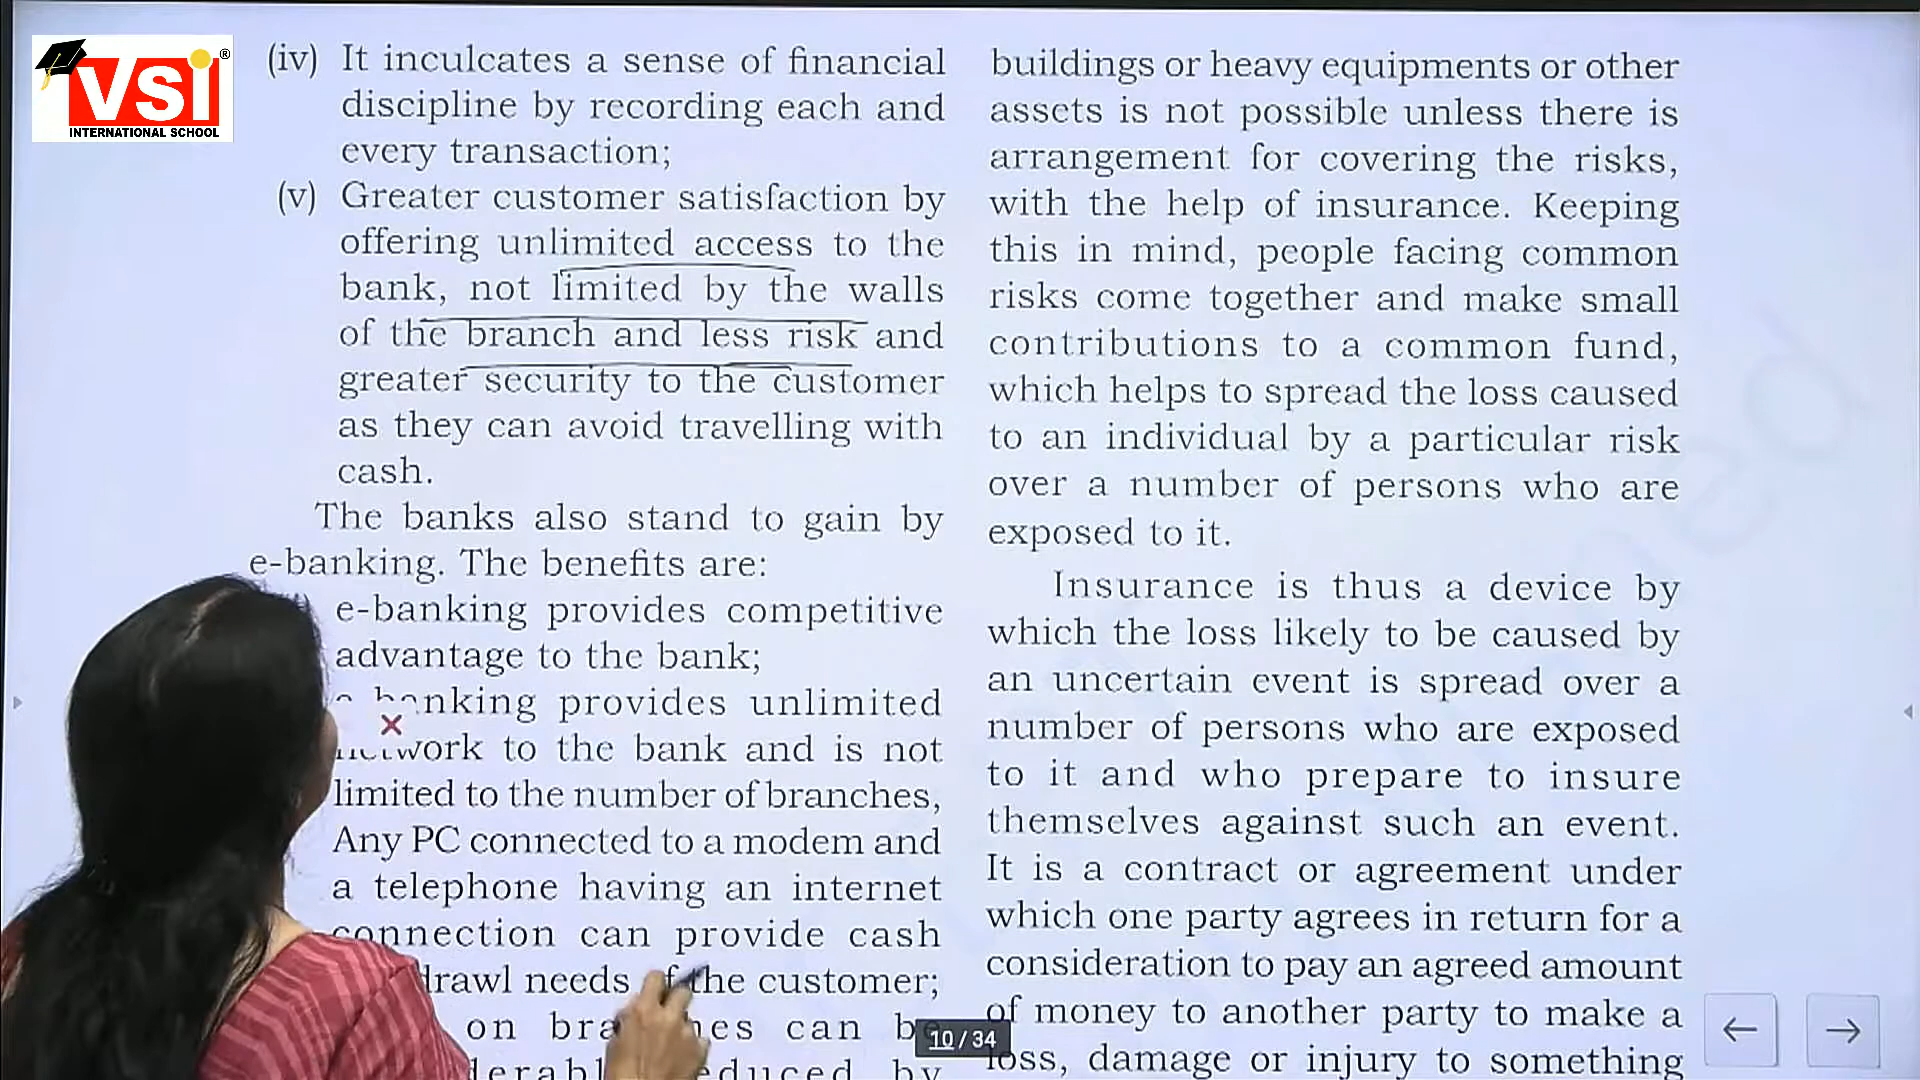 VSI
®
INTERNATIONAL SCHOOL
(iv) It inculcates a sense of financial
discipline by recording each and
every transaction;
(v) Greater customer satisfaction by
offering unlimited access to the
bank, not limited by the walls
of the branch and less risk and
greater security to the customer
as they can avoid travelling with
cash.
The banks also stand to gain by
e-banking. The benefits are:
e-banking provides competitive
advantage to the bank;
banking provides unlimited
network to the bank and is not
limited to the number of branches,
Any PC connected to a modem and
a telephone having an internet
connection can provide cash
drawl needs of the customer;
on can
by
buildings or heavy equipments or other
assets is not possible unless there is
arrangement for covering the risks,
with the help of insurance. Keeping
this in mind, people facing common
risks come together and make small
contributions to a common fund,
which helps to spread the loss caused
to an individual by a particular risk
over a number of persons who are
exposed to it.
Insurance is thus a device by
which the loss likely to be caused by
an uncertain event is spread over a
number of persons who are exposed
to it and who prepare to insure
themselves against such an event.
It is a contract or agreement under
which one party agrees in return for a
consideration to pay an agreed amount
of money to another party to make a
loss, damage or injury to something
10 / 34